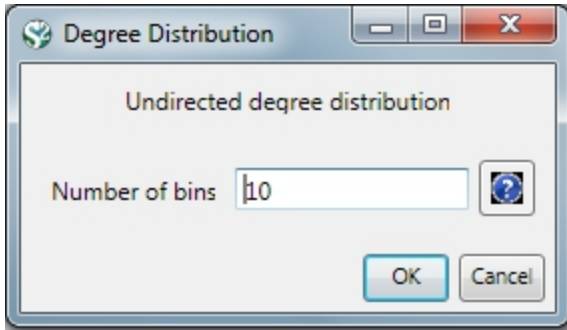 Degree Distribution
Undirected degree distribution
Number of bins 10
OK Cancel